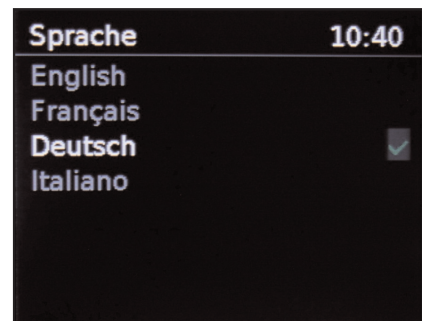 Sprache 10:40
English
Français
Deutsch
Italiano